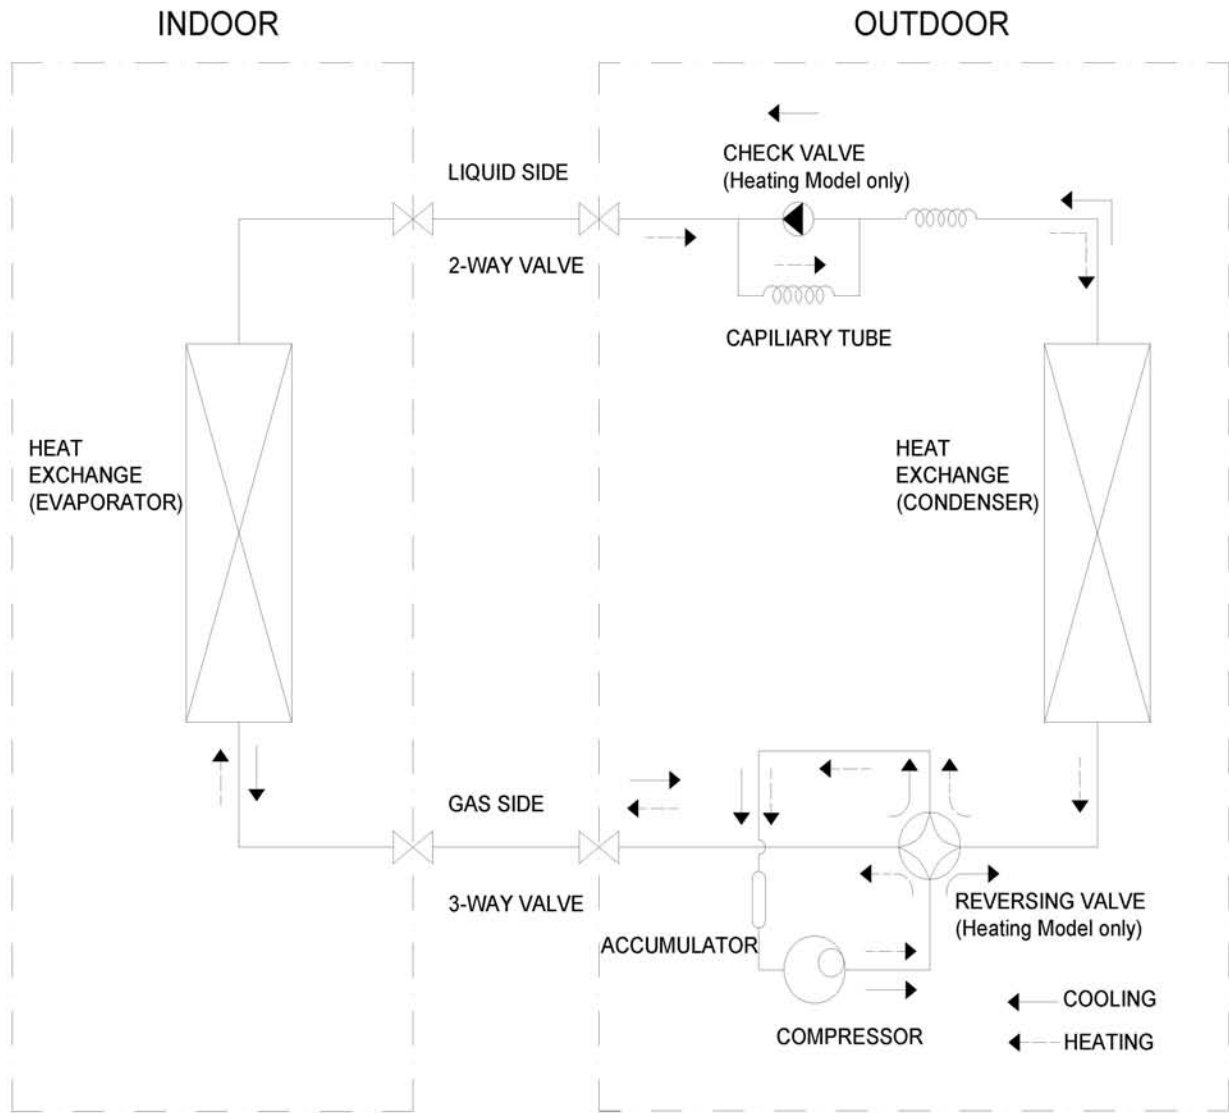 INDOOR
OUTDOOR
LIQUID SIDE
2-WAY VALVE
CHECK VALVE
(Heating Model only)
CAPILIARY TUBE
HEAT
EXCHANGE
(EVAPORATOR)
HEAT
EXCHANGE
(CONDENSER)
GAS SIDE
3-WAY VALVE
ACCUMULATOR
COMPRESSOR
REVERSING VALVE
(Heating Model only)
COOLING
HEATING